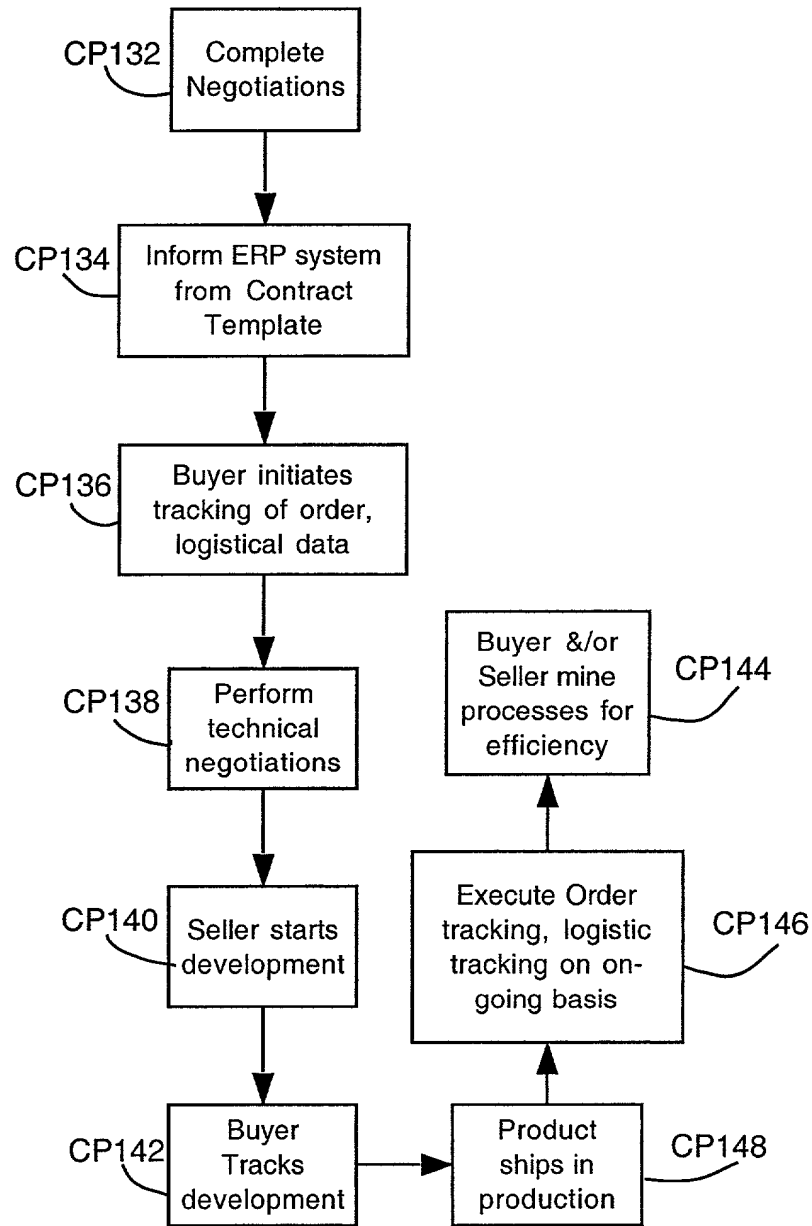 CP132
Complete
Negotiations
CP134
Inform ERP system
from Contract
Template
CP136
Buyer initiates
tracking of order,
logistical data
CP138
Perform
technical
negotiations
Buyer &/or
Seller mine
processes for
efficiency
CP144
CP140
Seller starts
development
Execute Order
tracking, logistic
tracking on on-
going basis
CP146
CP142
Buyer
Tracks
development
Product
ships in
production
CP148